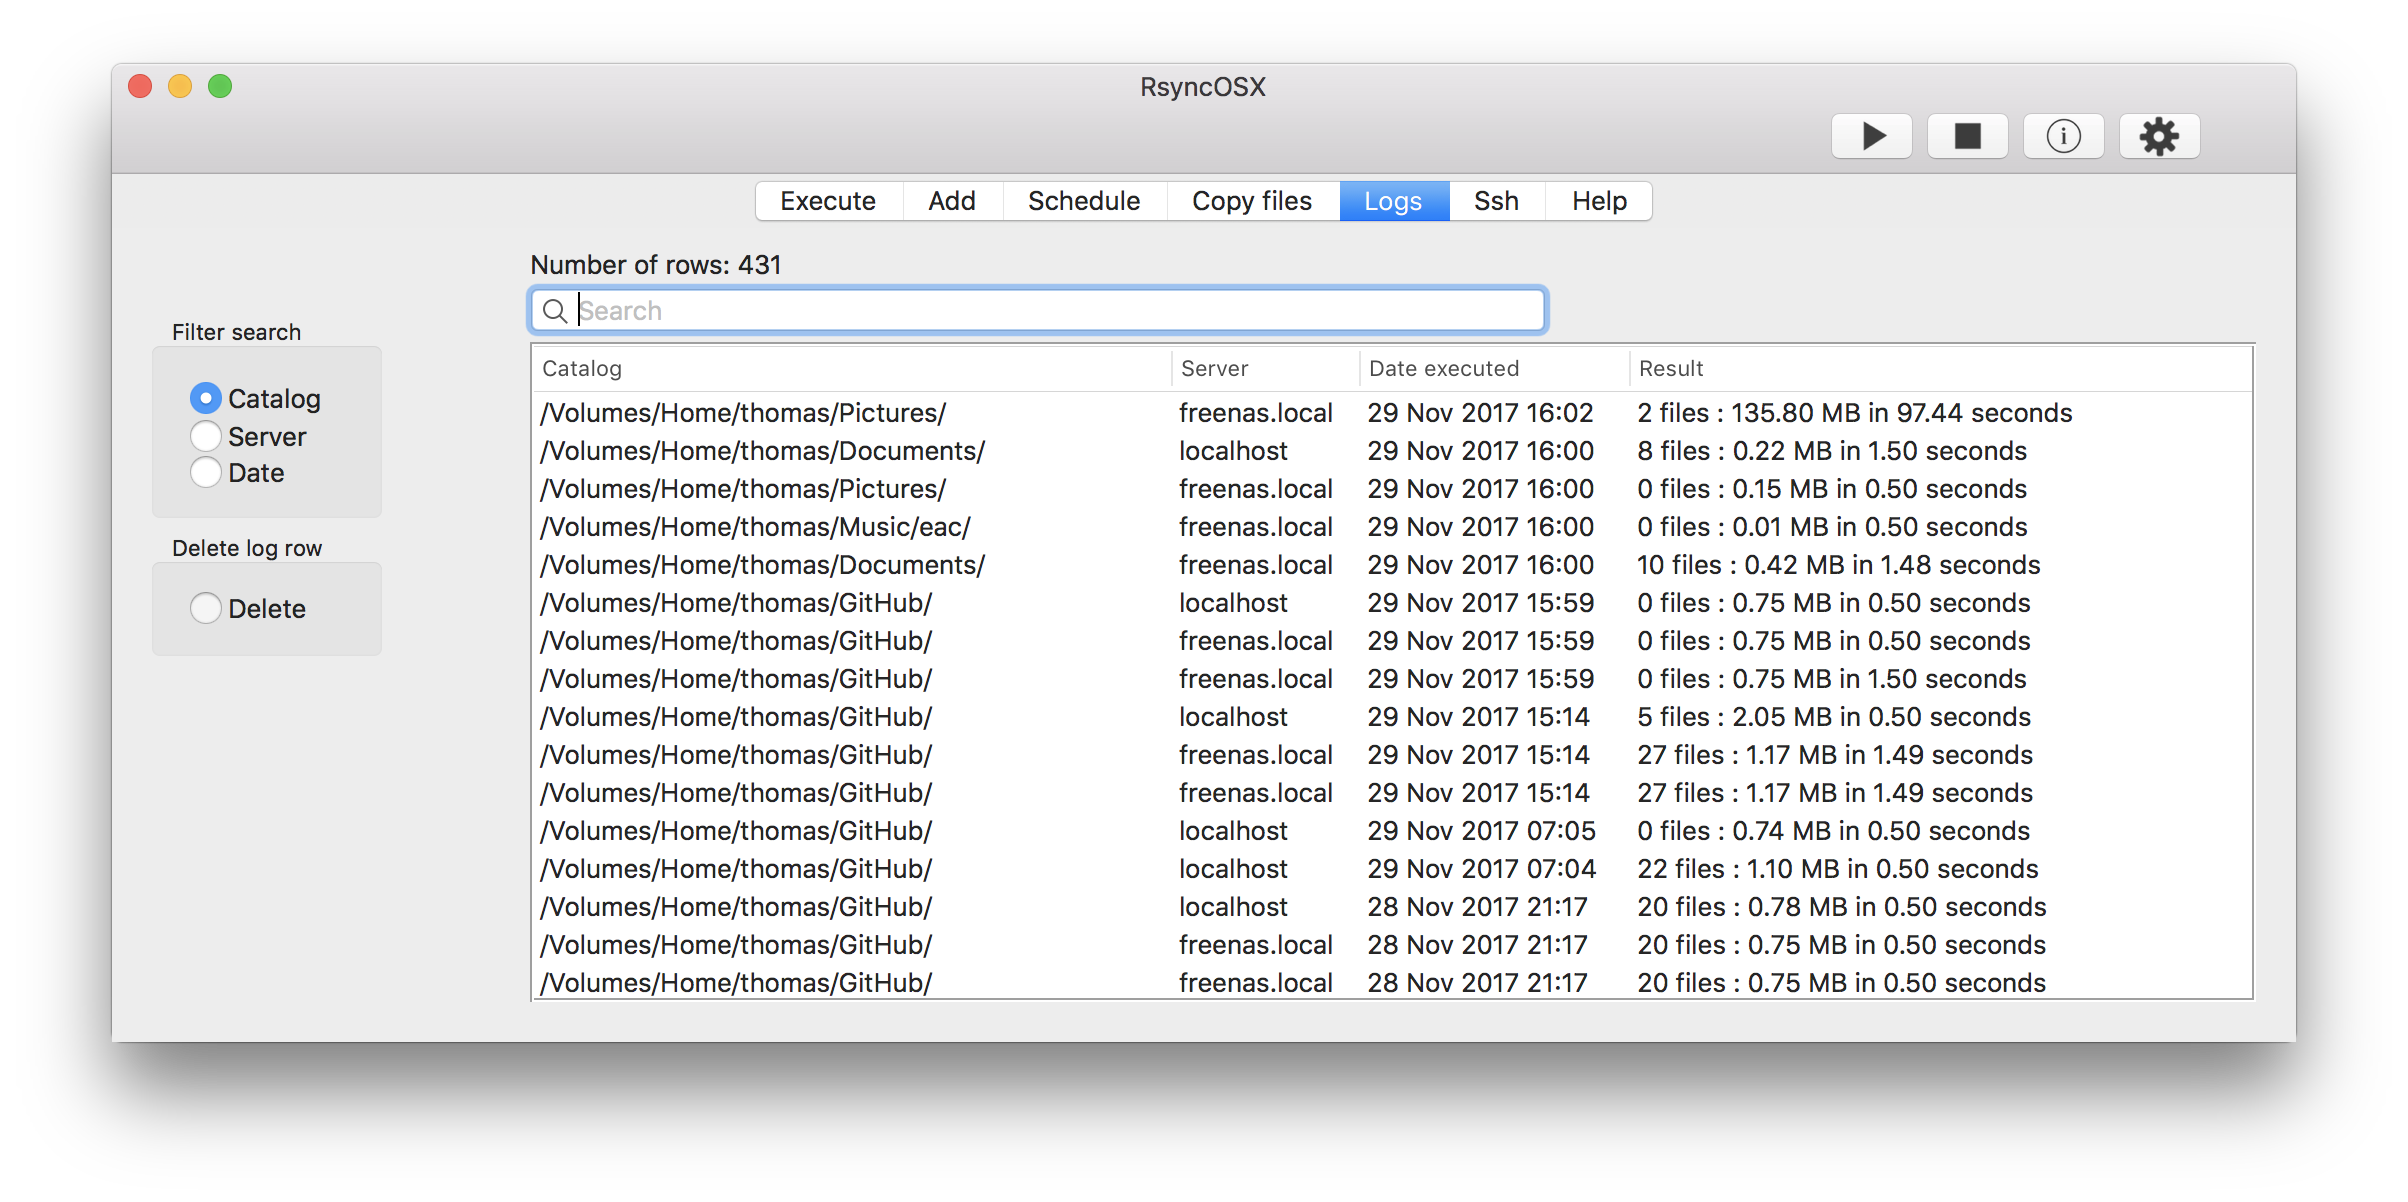 RsyncOSX
Execute Add Schedule Copy files Logs Ssh Help
Number of rows: 431
Search
Filter search
Catalog
Server
Date
Delete log row
Delete
Catalog Server Date executed Result
/Volumes/Home/thomas/Pictures/ freenas.local 29 Nov 2017 16:02 2 files : 135.80 MB in 97.44 seconds
/Volumes/Home/thomas/Documents/ localhost 29 Nov 2017 16:00 8 files : 0.22 MB in 1.50 seconds
/Volumes/Home/thomas/Pictures/ freenas.local 29 Nov 2017 16:00 0 files : 0.15 MB in 0.50 seconds
/Volumes/Home/thomas/Music/eac/ freenas.local 29 Nov 2017 16:00 0 files : 0.01 MB in 0.50 seconds
/Volumes/Home/thomas/Documents/ freenas.local 29 Nov 2017 16:00 10 files : 0.42 MB in 1.48 seconds
/Volumes/Home/thomas/GitHub/ localhost 29 Nov 2017 15:59 0 files : 0.75 MB in 0.50 seconds
/Volumes/Home/thomas/GitHub/ freenas.local 29 Nov 2017 15:59 0 files : 0.75 MB in 0.50 seconds
/Volumes/Home/thomas/GitHub/ freenas.local 29 Nov 2017 15:59 0 files : 0.75 MB in 1.50 seconds
/Volumes/Home/thomas/GitHub/ localhost 29 Nov 2017 15:14 5 files : 2.05 MB in 0.50 seconds
/Volumes/Home/thomas/GitHub/ freenas.local 29 Nov 2017 15:14 27 files : 1.17 MB in 1.49 seconds
/Volumes/Home/thomas/GitHub/ freenas.local 29 Nov 2017 15:14 27 files : 1.17 MB in 1.49 seconds
/Volumes/Home/thomas/GitHub/ localhost 29 Nov 2017 07:05 0 files : 0.74 MB in 0.50 seconds
/Volumes/Home/thomas/GitHub/ localhost 29 Nov 2017 07:04 22 files : 1.10 MB in 0.50 seconds
/Volumes/Home/thomas/GitHub/ localhost 28 Nov 2017 21:17 20 files : 0.78 MB in 0.50 seconds
/Volumes/Home/thomas/GitHub/ freenas.local 28 Nov 2017 21:17 20 files : 0.75 MB in 0.50 seconds
/Volumes/Home/thomas/GitHub/ freenas.local 28 Nov 2017 21:17 20 files : 0.75 MB in 0.50 seconds